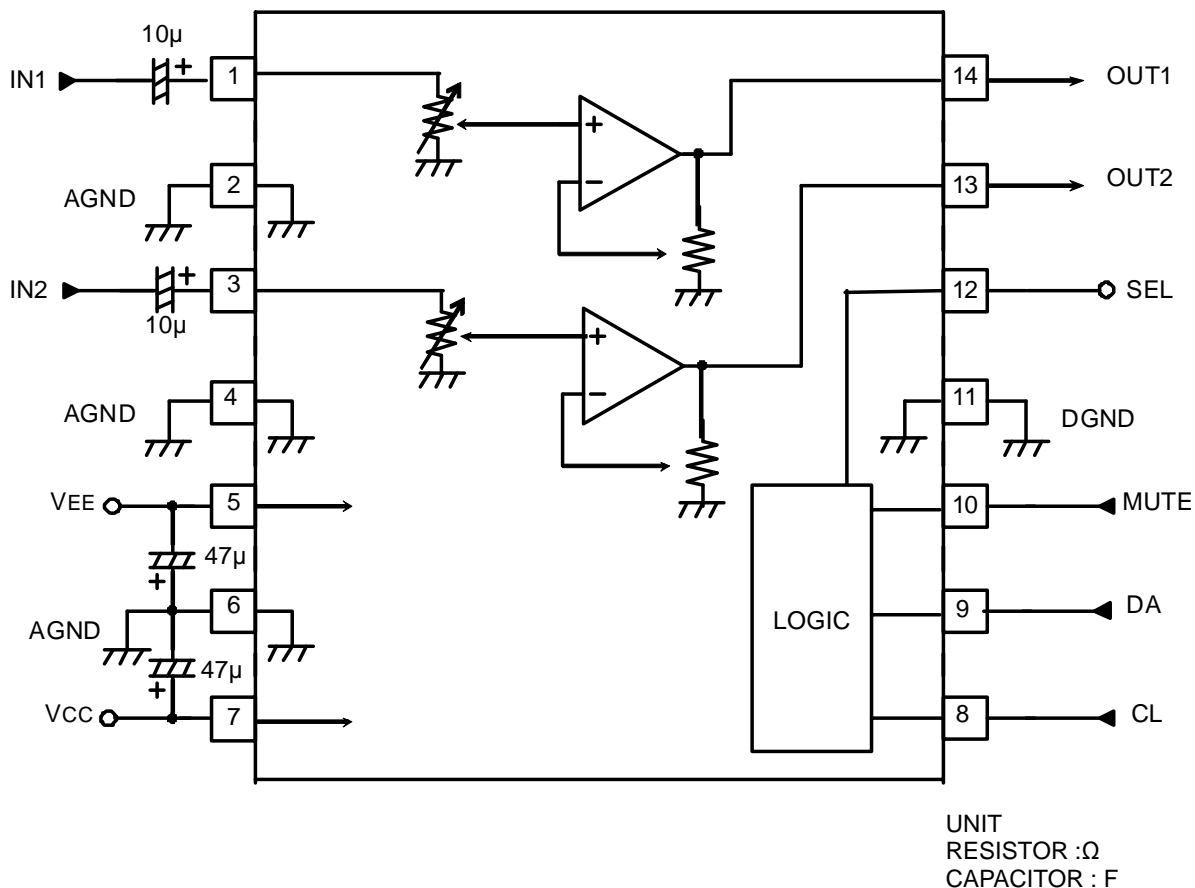 10µ
+
IN1
1
14
OUT1
+
−
AGND
2
13
OUT2
+
IN2
3
10µ
12
SEL
+
−
AGND
4
11
DGND
VEE
5
10
MUTE
47µ
+
6
9
DA
AGND
LOGIC
47µ
+
VCC
7
8
CL
UNIT
RESISTOR :Ω
CAPACITOR : F